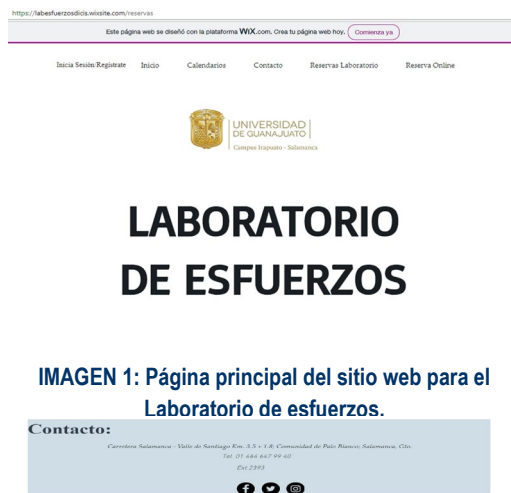 https://labesfuerzosdicis.wixsite.com/reservas
Este página web se diseñó con la plataforma WiX.com. Crea tu página web hoy. Comienza ya
Inicia Sesión/Regístrate Inicio Calendarios Contacto Reservas Laboratorio Reserva Online
UNIVERSIDAD
DE GUANAJUATO
Campus Irapuato - Salamanca
LABORATORIO
DE ESFUERZOS
IMAGEN 1: Página principal del sitio web para el
Laboratorio de esfuerzos.
Contacto:
Carretera Salamanca - Valle de Santiago Km. 3.5 + 1.8; Comunidad de Palo Blanco; Salamanca, Gto.
Tel. 01 464 647 99 40
Ext 2393